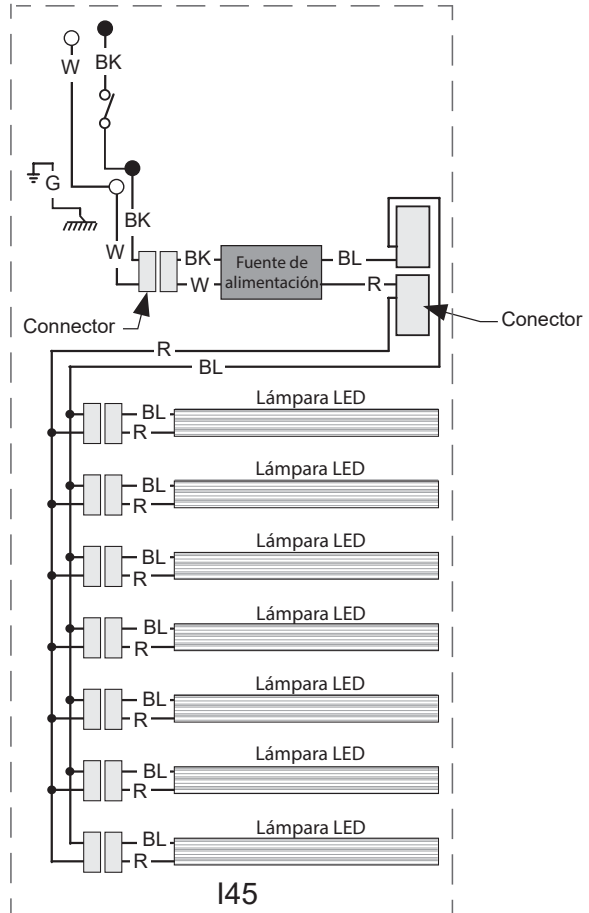 W BK
G
BK
W
BK Fuente de alimentación BL
W R
Connector
Conector
R
BL
Lámpara LED
BL
R
Lámpara LED
BL
R
Lámpara LED
BL
R
Lámpara LED
BL
R
Lámpara LED
BL
R
Lámpara LED
BL
R
Lámpara LED
BL
R
I45